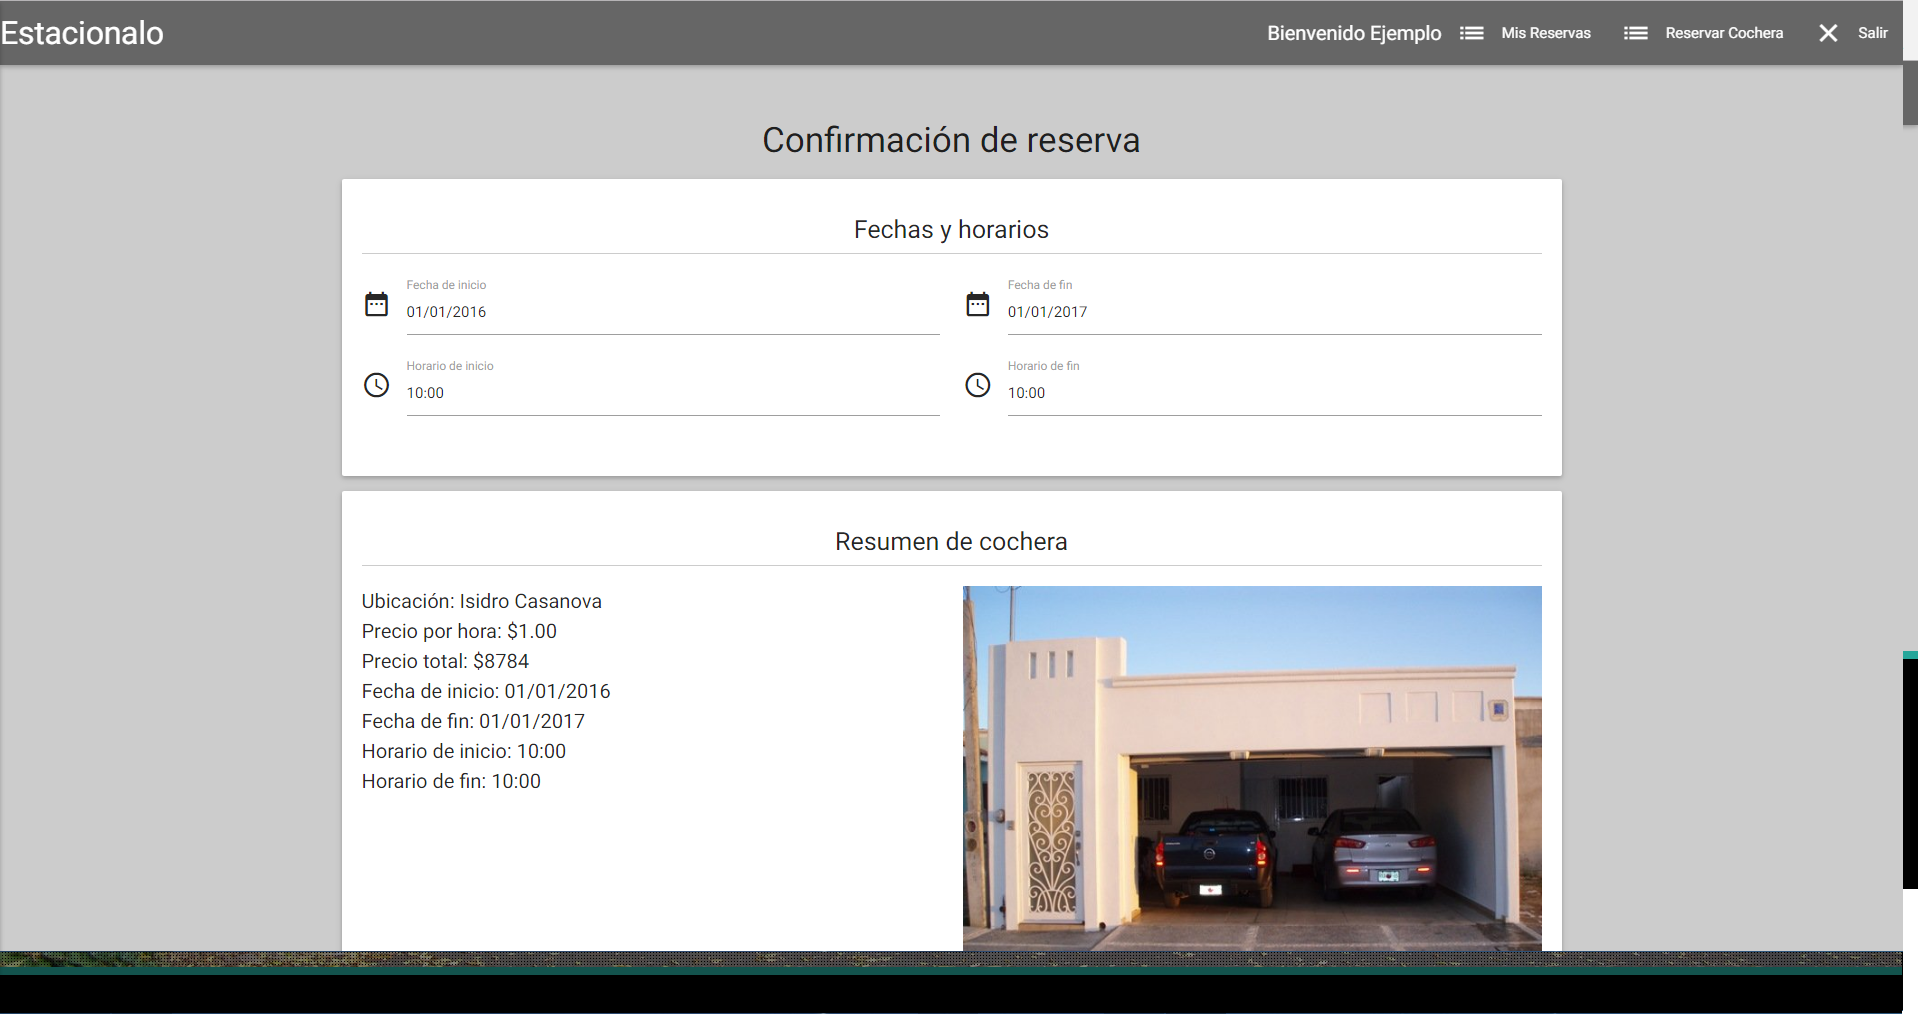 Estacionalo
Bienvenido Ejemplo
Mis Reservas
Reservar Cochera
Salir
Confirmación de reserva
Fechas y horarios
Fecha de inicio
01/01/2016
Fecha de fin
01/01/2017
Horario de inicio
10:00
Horario de fin
10:00
Resumen de cochera
Ubicación: Isidro Casanova
Precio por hora: $1.00
Precio total: $8784
Fecha de inicio: 01/01/2016
Fecha de fin: 01/01/2017
Horario de inicio: 10:00
Horario de fin: 10:00